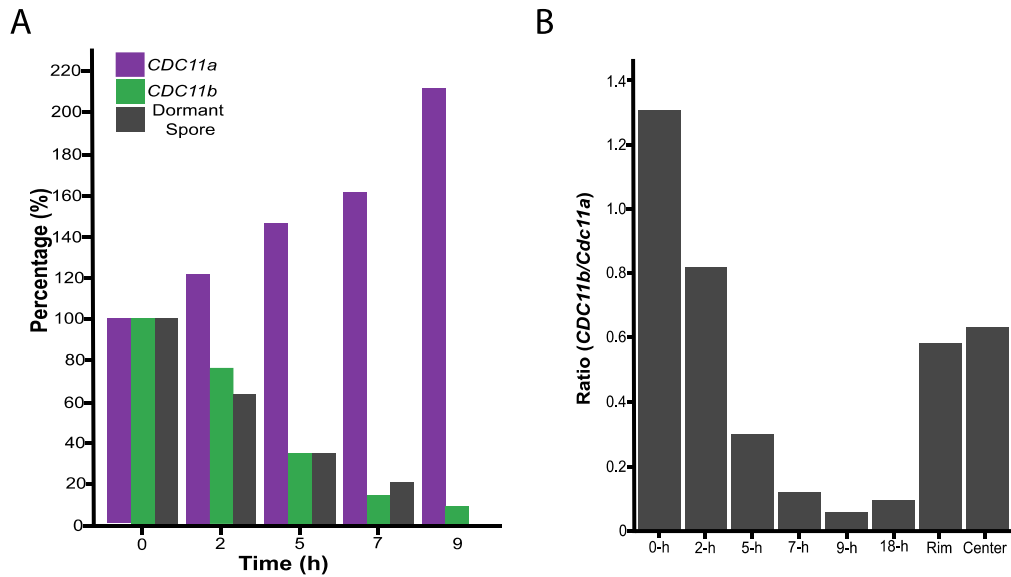 A
B
CDC11a
CDC11b
Dormant
Spore
Percentage (%)
220
200
180
160
140
120
100
80
60
40
20
0
0 2 5 7 9
Time (h)
Ratio (CDC11b/Cdc11a)
1.4
1.2
1.0
0.8
0.6
0.4
0.2
0
0-h 2-h 5-h 7-h 9-h 18-h Rim Center